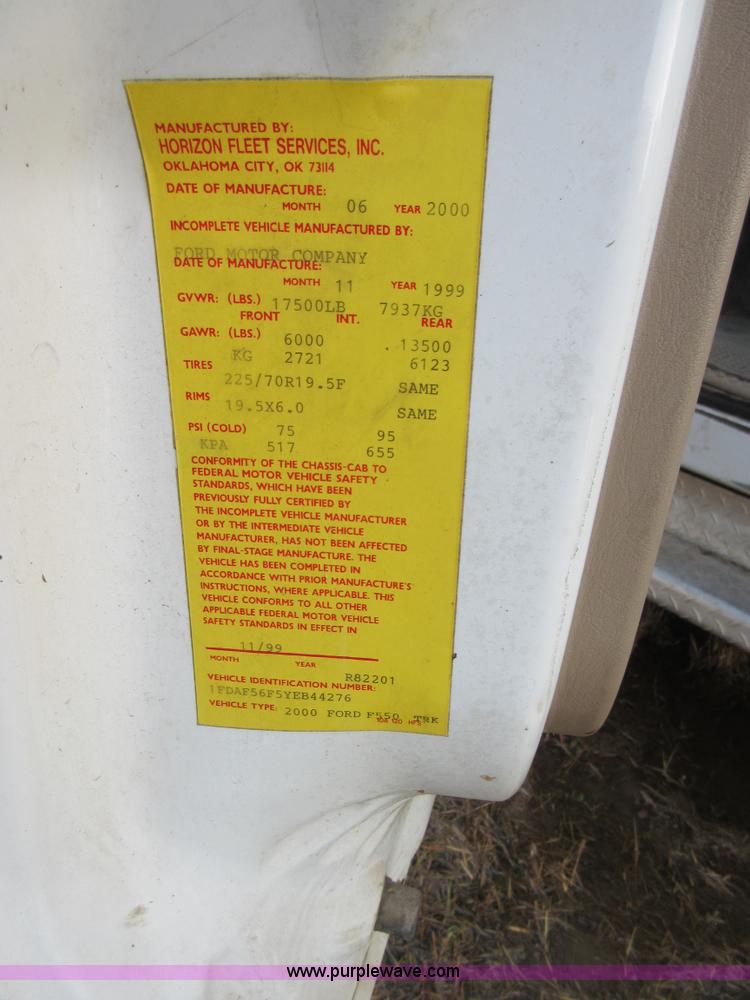 MANUFACTURED BY:
HORIZON FLEET SERVICES, INC.
OKLAHOMA CITY, OK 73114
DATE OF MANUFACTURE:
MONTH 06 YEAR 2000
INCOMPLETE VEHICLE MANUFACTURED BY:
FORD MOTOR COMPANY
DATE OF MANUFACTURE:
MONTH 11 YEAR 1999
GVWR: (LBS.) 17500LB 7937KG
FRONT INT. REAR
GAWR: (LBS.) 6000 13500
KG 2721 6123
TIRES 225/70R19.5F SAME
RIMS 19.5X6.0 SAME
PSI (COLD) 75 95
KPA 517 655
CONFORMITY OF THE CHASSIS-CAB TO
FEDERAL MOTOR VEHICLE SAFETY
STANDARDS, WHICH HAVE BEEN
PREVIOUSLY FULLY CERTIFIED BY
THE INCOMPLETE VEHICLE MANUFACTURER
OR BY THE INTERMEDIATE VEHICLE
MANUFACTURER, HAS NOT BEEN AFFECTED
BY FINAL-STAGE MANUFACTURE. THE
VEHICLE HAS BEEN COMPLETED IN
ACCORDANCE WITH PRIOR MANUFACTURE'S
INSTRUCTIONS, WHERE APPLICABLE. THIS
VEHICLE CONFORMS TO ALL OTHER
APPLICABLE FEDERAL MOTOR VEHICLE
SAFETY STANDARDS IN EFFECT IN
11/99
MONTH YEAR
R82201
VEHICLE IDENTIFICATION NUMBER:
1FDAF56F5YEB44276
VEHICLE TYPE: 2000 FORD F550 TRK
www.purplewave.com